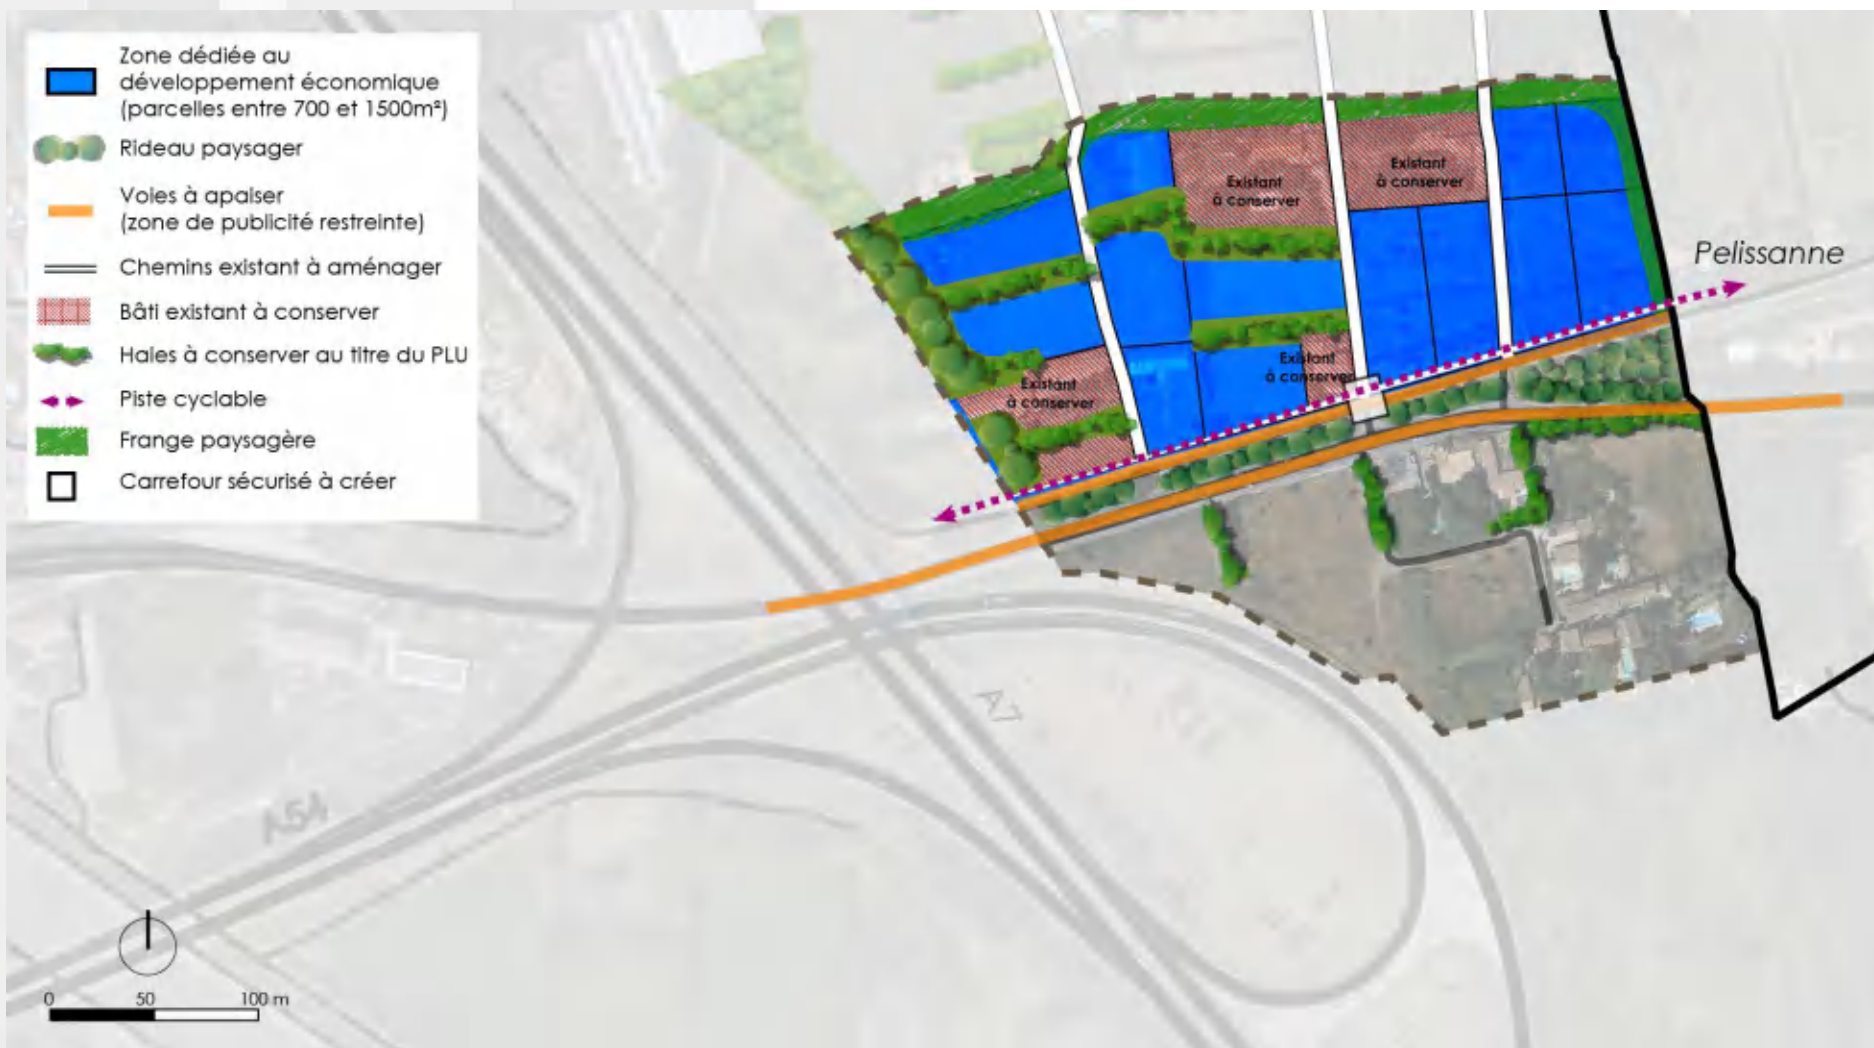 Zone dédiée au
développement économique
(parcelles entre 700 et 1500m²)
Rideau paysager
Voies à apaiser
(zone de publicité restreinte)
Chemins existant à aménager
Bâti existant à conserver
Haies à conserver au titre du PLU
Piste cyclable
Frange paysagère
Carrefour sécurisé à créer
Existant
à conserver
Existant
à conserver
Pelissanne
Existant
à conserver
Existant
à conserver
A7
A54
0 50 100 m